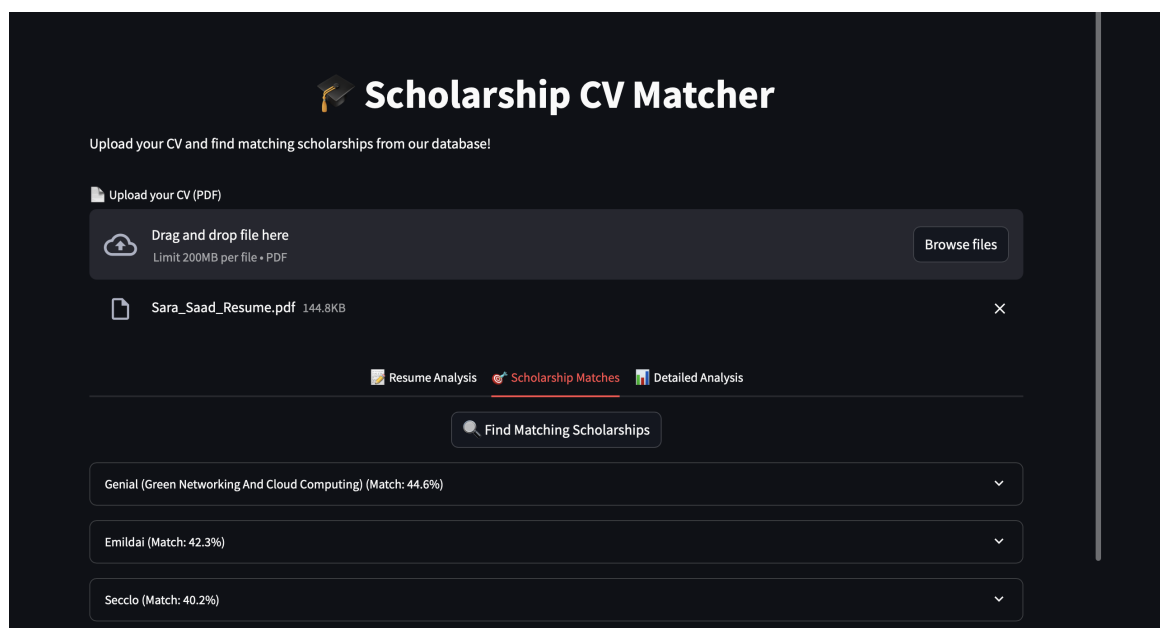 Scholarship CV Matcher
Upload your CV and find matching scholarships from our database!
Upload your CV (PDF)
Drag and drop file here
Limit 200MB per file • PDF
Browse files
Sara_Saad_Resume.pdf 144.8KB
Resume Analysis Scholarship Matches Detailed Analysis
Find Matching Scholarships
Genial (Green Networking And Cloud Computing) (Match: 44.6%)
Emildai (Match: 42.3%)
Secclo (Match: 40.2%)